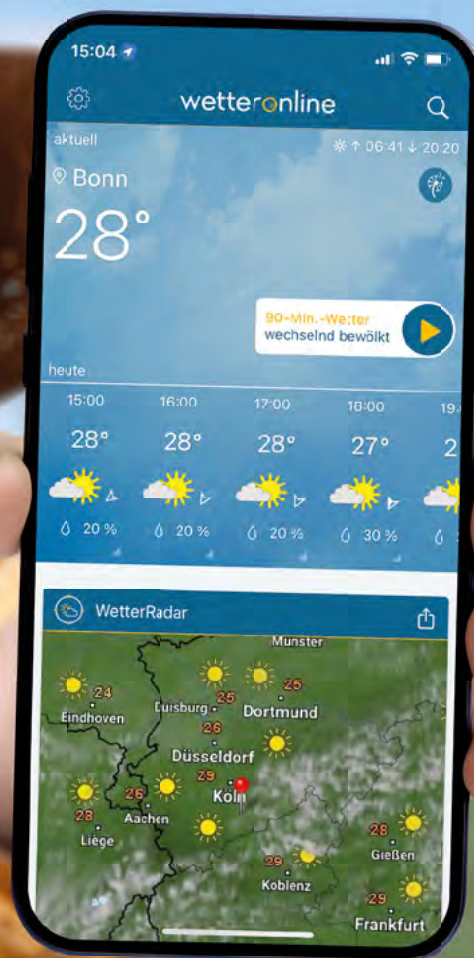 15:04
wetteronline
aktuell
↑ 06:41 ↓ 20:20
Bonn
28°
90-Min.-Wetter
wechselnd bewölkt
heute
15:00 16:00 17:00 18:00
28° 28° 28° 27°
20 % 20 % 20 % 30 %
WetterRadar
Münster
24 25 25
Eindhoven Duisburg Dortmund
26
Düsseldorf
29
Köln
26
Aachen
28
Liège
28
Gießen
29
Koblenz
29
Frankfurt